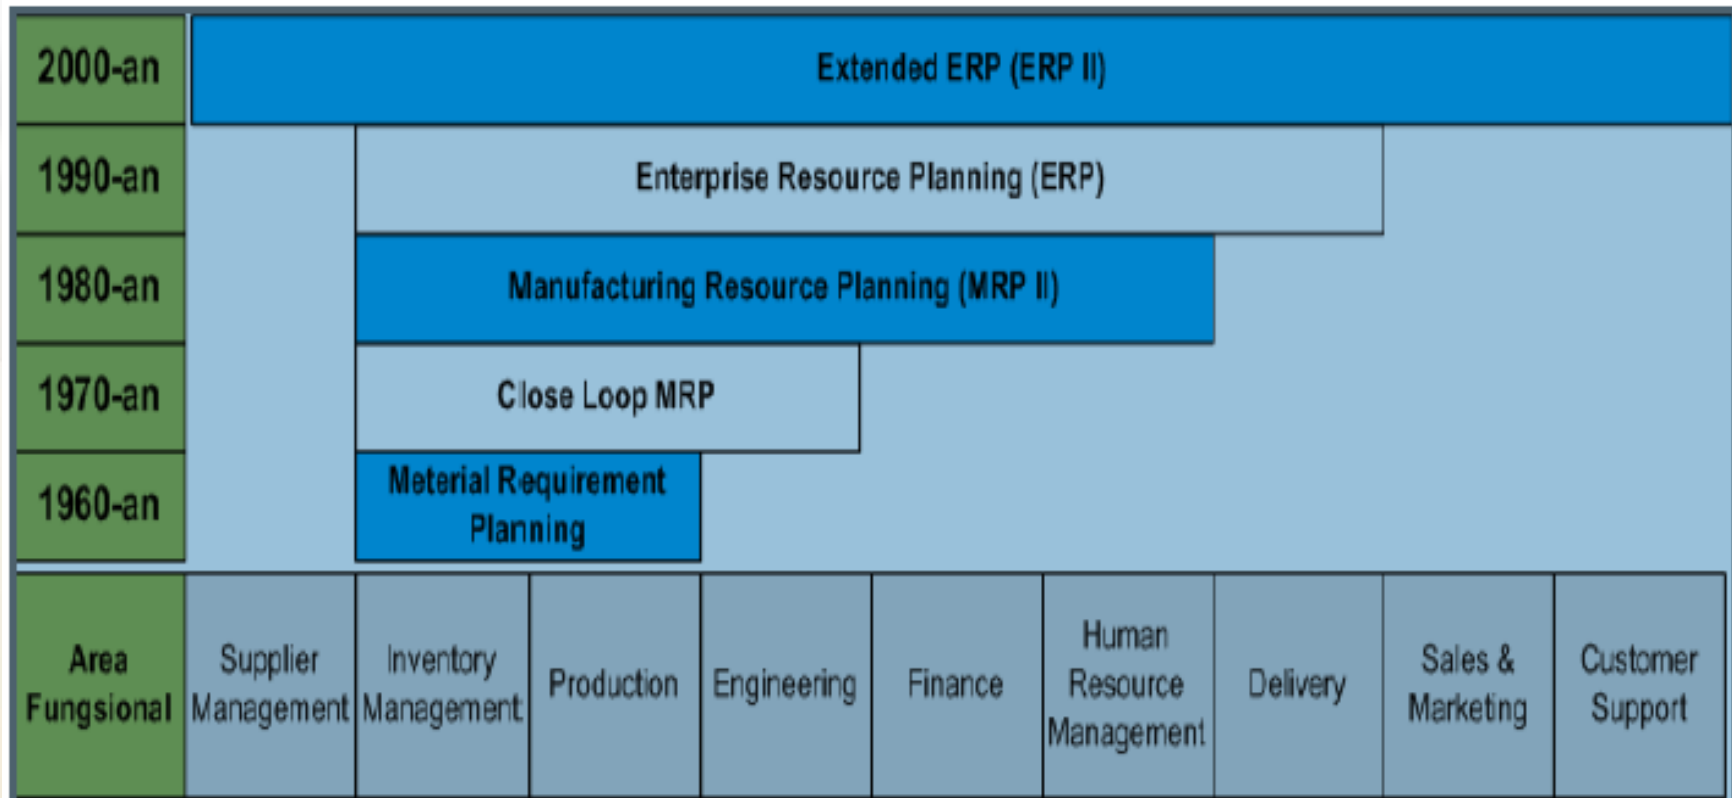 2000-an
Extended ERP (ERP II)
1990-an
Enterprise Resource Planning (ERP)
1980-an
Manufacturing Resource Planning (MRP II)
1970-an
Close Loop MRP
1960-an
Meterial Requirement
Planning
Area
Fungsional
Supplier
Management
Inventory
Management
Production
Engineering
Finance
Human
Resource
Management
Delivery
Sales &
Marketing
Customer
Support